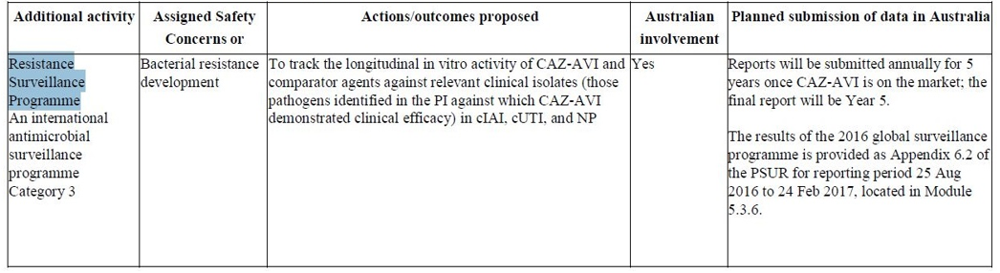 Additional activity
Assigned Safety
Concerns or
Actions/outcomes proposed
Australian
involvement
Planned submission of data in Australia
Resistance
Surveillance
Programme
An international
antimicrobial
surveillance
programme
Category 3
Bacterial resistance
development
To track the longitudinal in vitro activity of CAZ-AVI and
comparator agents against relevant clinical isolates (those
pathogens identified in the PI against which CAZ-AVI
demonstrated clinical efficacy) in cIAI, cUTI, and NP
Yes
Reports will be submitted annually for 5
years once CAZ-AVI is on the market; the
final report will be Year 5.
The results of the 2016 global surveillance
programme is provided as Appendix 6.2 of
the PSUR for reporting period 25 Aug
2016 to 24 Feb 2017, located in Module
5.3.6.